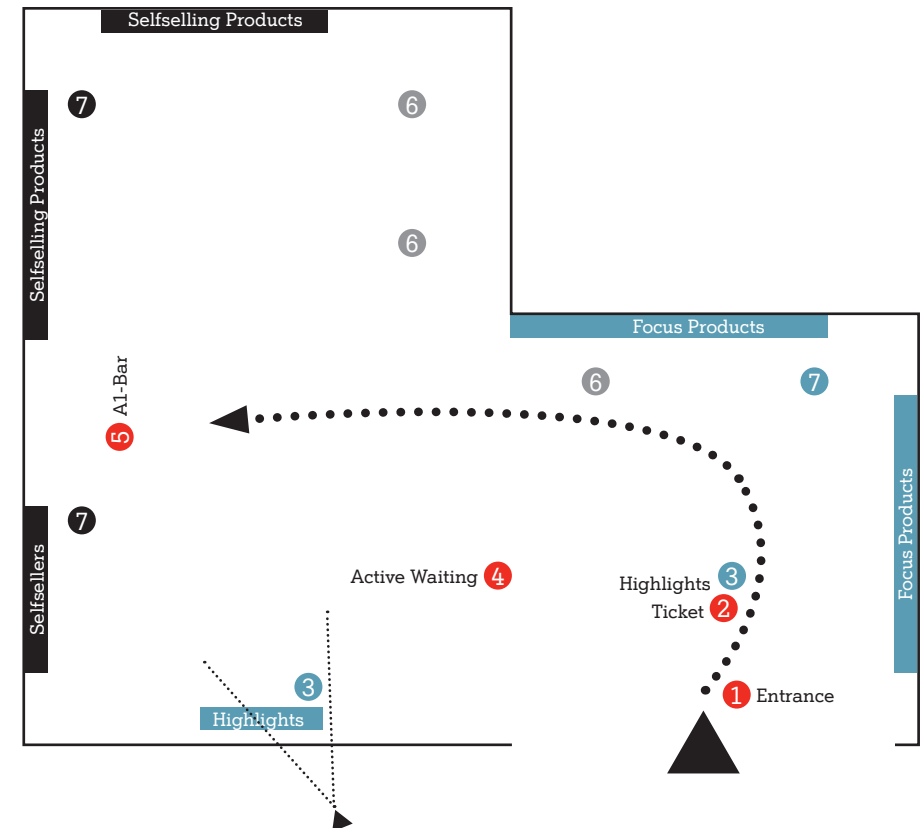 Selfselling Products
7
6
Selfselling Products
6
Focus Products
A1-Bar
6
7
5
Focus Products
7
Selfsellers
Active Waiting 4
Highlights 3
Ticket 2
3
1 Entrance
Highlights